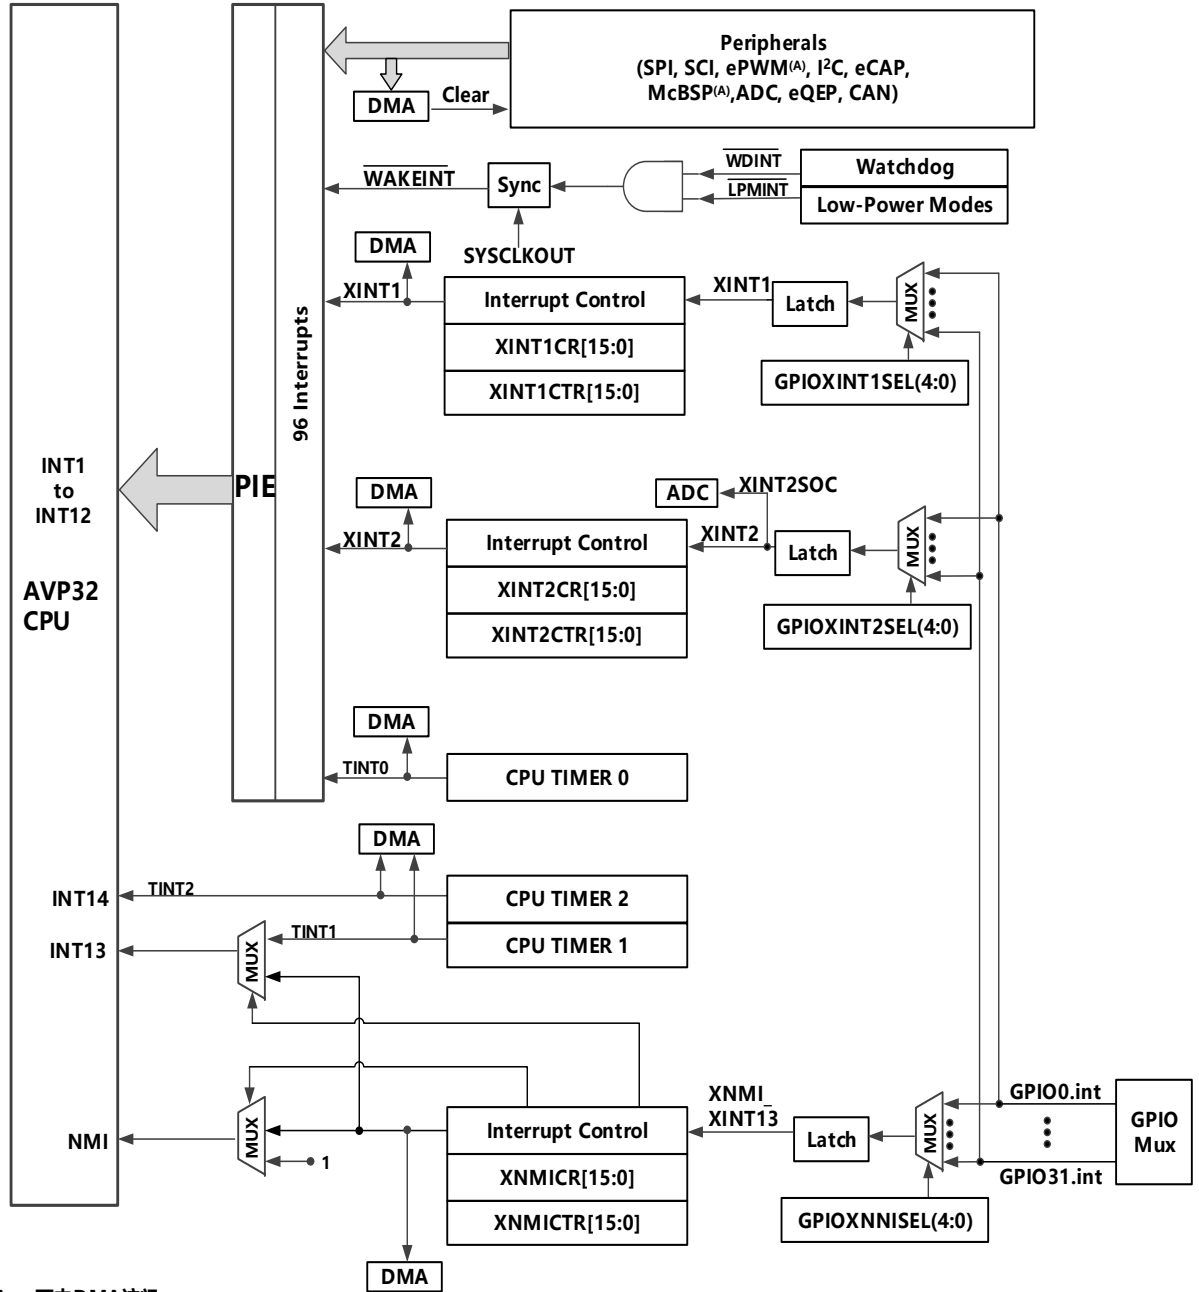 Peripherals
(SPI, SCI, ePWM(A), I2C, eCAP,
McBSP(A),ADC, eQEP, CAN)
DMA
Clear
WDINT
Watchdog
WAKEINT
Sync
LPMINT
Low-Power Modes
DMA
SYSCLKOUT
XINT1
Interrupt Control
XINT1
Latch
MUX
XINT1CR[15:0]
XINT1CTR[15:0]
GPIOXINT1SEL(4:0)
96 Interrupts
PIE
INT1
to
INT12
AVP32
CPU
DMA
ADC
XINT2SOC
XINT2
Interrupt Control
XINT2
Latch
MUX
XINT2CR[15:0]
XINT2CTR[15:0]
GPIOXINT2SEL(4:0)
DMA
TINT0
CPU TIMER 0
DMA
INT14
TINT2
CPU TIMER 2
INT13
MUX
TINT1
CPU TIMER 1
NMI
MUX
1
Interrupt Control
XNMICR[15:0]
XNMICTR[15:0]
XNMI_
XINT13
Latch
MUX
GPIO0.int
GPIO31.int
GPIO
Mux
GPIOXNNISEL(4:0)
DMA